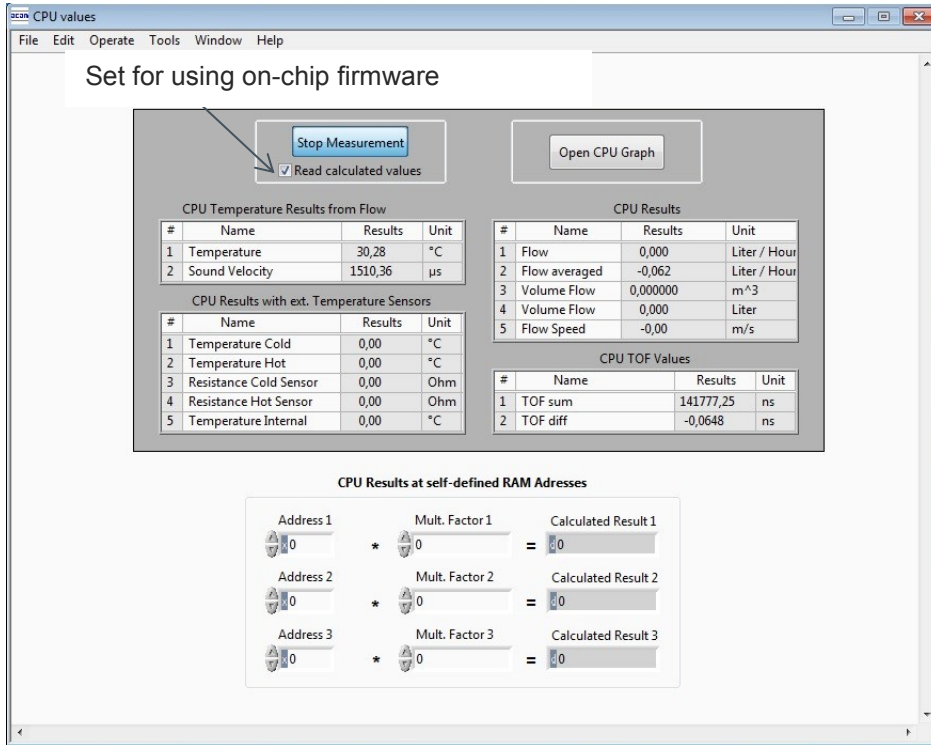 acan CPU values
File Edit Operate Tools Window Help
Set for using on-chip firmware
Stop Measurement
Read calculated values
Open CPU Graph
CPU Temperature Results from Flow
# Name Results Unit
1 Temperature 30,28 °C
2 Sound Velocity 1510,36 µs
CPU Results with ext. Temperature Sensors
# Name Results Unit
1 Temperature Cold 0,00 °C
2 Temperature Hot 0,00 °C
3 Resistance Cold Sensor 0,00 Ohm
4 Resistance Hot Sensor 0,00 Ohm
5 Temperature Internal 0,00 °C
CPU Results
# Name Results Unit
1 Flow 0,000 Liter / Hour
2 Flow averaged -0,062 Liter / Hour
3 Volume Flow 0,000000 m^3
4 Volume Flow 0,000 Liter
5 Flow Speed -0,00 m/s
CPU TOF Values
# Name Results Unit
1 TOF sum 141777,25 ns
2 TOF diff -0,0648 ns
CPU Results at self-defined RAM Adresses
Address 1 Mult. Factor 1 Calculated Result 1
x 0 * 0 = d 0
Address 2 Mult. Factor 2 Calculated Result 2
x 0 * 0 = d 0
Address 3 Mult. Factor 3 Calculated Result 3
x 0 * 0 = d 0